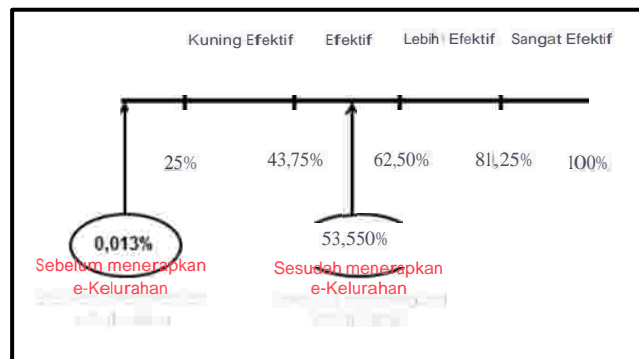 Kuning Efektif Efektif Lebih Efektif Sangat Efektif
25% 43,75% 62,50% 81,25% 100%
0,013% 53,550%
Sebelum menerapkan Sesudah menerapkan
e-Kelurahan e-Kelurahan